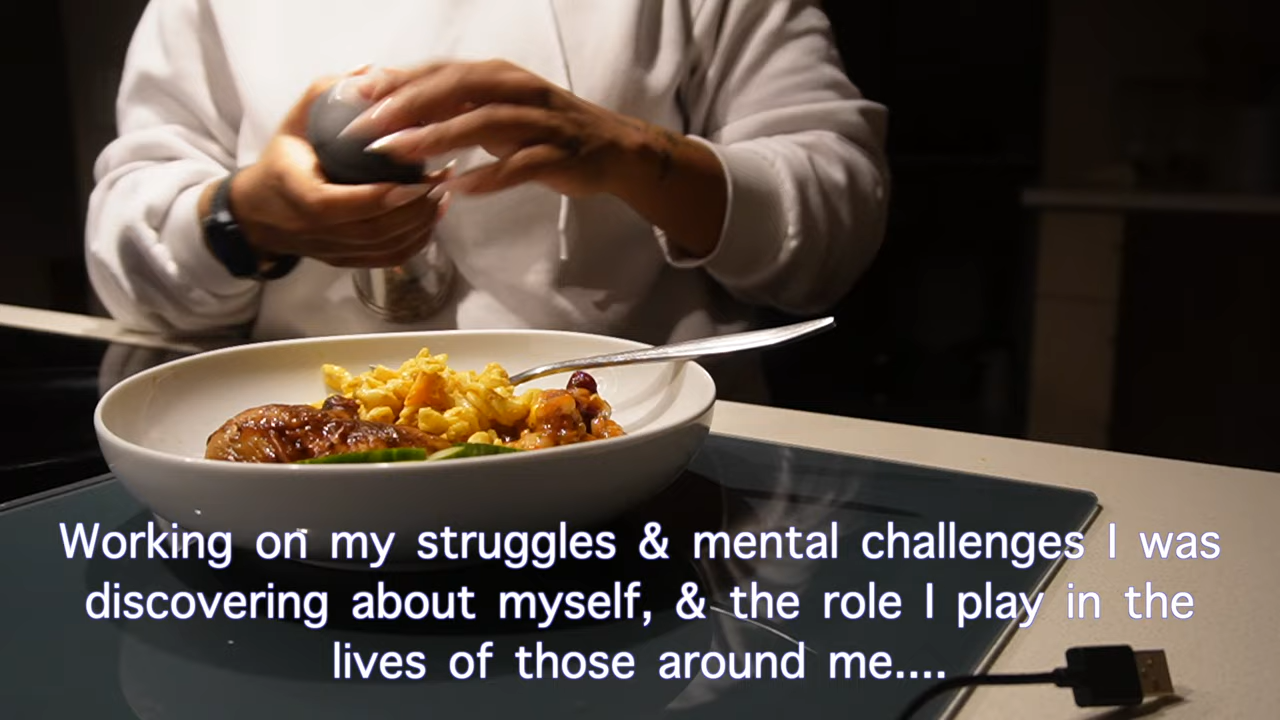 Working on my struggles & mental challenges I was
discovering about myself, & the role I play in the
lives of those around me....